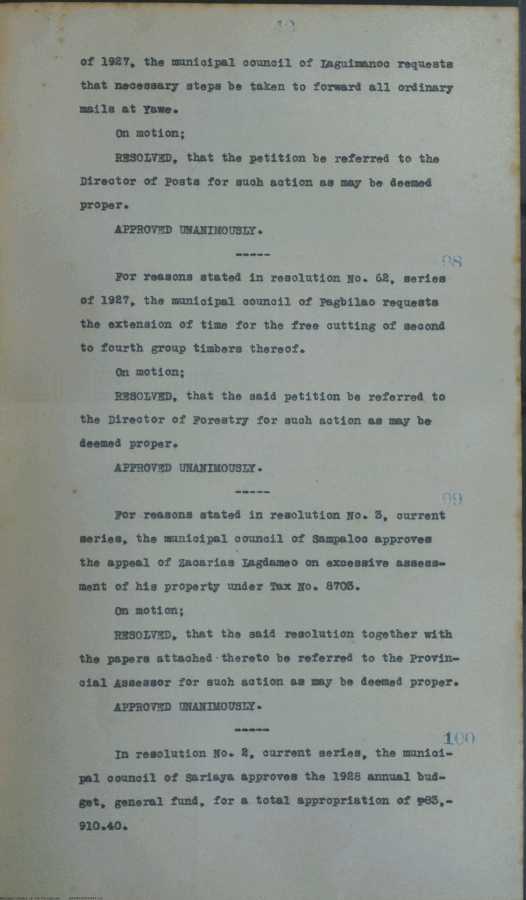 of 1927, the municipal council of Laguimanoc requests
that necessary steps be taken to forward all ordinary
mails at Yawe.
On motion;
RESOLVED, that the petition be referred to the
Director of Posts for such action as may be deemed
proper.
APPROVED UNANIMOUSLY.
-----
98
For reasons stated in resolution No. 62, series
of 1927, the municipal council of Pagbilao requests
the extension of time for the free cutting of second
to fourth group timbers thereof.
On motion;
RESOLVED, that the said petition be referred to
the Director of Forestry for such action as may be
deemed proper.
APPROVED UNANIMOUSLY.
-----
99
For reasons stated in resolution No. 3, current
series, the municipal council of Sampaloc approves
the appeal of Zacarias Lagdameo on excessive assess-
ment of his property under Tax No. 8703.
On motion;
RESOLVED, that the said resolution together with
the papers attached thereto be referred to the Provin-
cial Assessor for such action as may be deemed proper.
APPROVED UNANIMOUSLY.
-----
100
In resolution No. 2, current series, the munici-
pal council of Sariaya approves the 1928 annual bud-
get, general fund, for a total appropriation of ₱83,-
910.40.